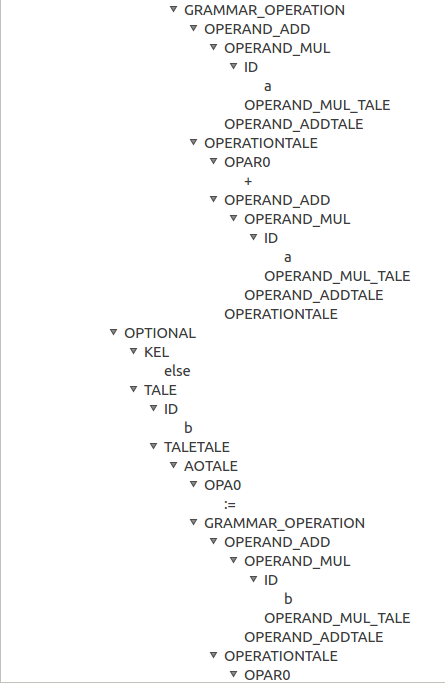 GRAMMAR_OPERATION
OPERAND_ADD
OPERAND_MUL
ID
a
OPERAND_MUL_TALE
OPERAND_ADDTALE
OPERATIONTALE
OPAR0
+
OPERAND_ADD
OPERAND_MUL
ID
a
OPERAND_MUL_TALE
OPERAND_ADDTALE
OPERATIONTALE
OPTIONAL
KEL
else
TALE
ID
b
TALETALE
AOTALE
OPA0
:=
GRAMMAR_OPERATION
OPERAND_ADD
OPERAND_MUL
ID
b
OPERAND_MUL_TALE
OPERAND_ADDTALE
OPERATIONTALE
OPAR0